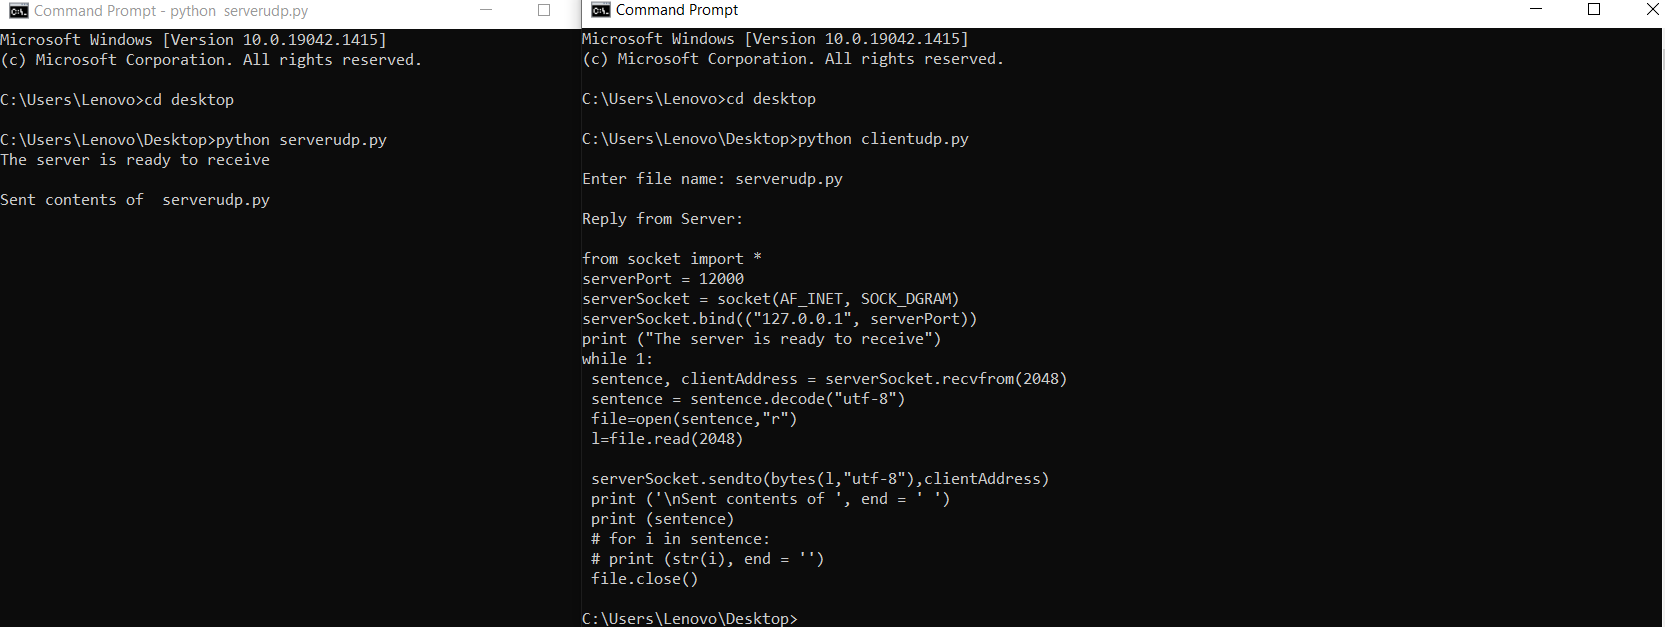 Command Prompt - python  serverudp.py
Microsoft Windows [Version 10.0.19042.1415]
(c) Microsoft Corporation. All rights reserved.
C:\Users\Lenovo>cd desktop
C:\Users\Lenovo\Desktop>python serverudp.py
The server is ready to receive
Sent contents of  serverudp.py
Command Prompt
Microsoft Windows [Version 10.0.19042.1415]
(c) Microsoft Corporation. All rights reserved.
C:\Users\Lenovo>cd desktop
C:\Users\Lenovo\Desktop>python clientudp.py
Enter file name: serverudp.py
Reply from Server:
from socket import *
serverPort = 12000
serverSocket = socket(AF_INET, SOCK_DGRAM)
serverSocket.bind(("127.0.0.1", serverPort))
print ("The server is ready to receive")
while 1:
 sentence, clientAddress = serverSocket.recvfrom(2048)
 sentence = sentence.decode("utf-8")
 file=open(sentence,"r")
 l=file.read(2048)
 serverSocket.sendto(bytes(l,"utf-8"),clientAddress)
 print ('\nSent contents of ', end = ' ')
 print (sentence)
 # for i in sentence:
 # print (str(i), end = '')
 file.close()
C:\Users\Lenovo\Desktop>